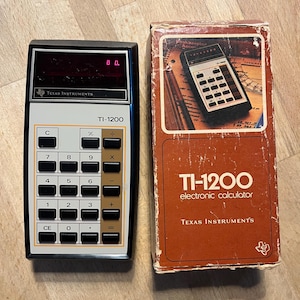 80.
TEXAS INSTRUMENTS
TI-1200
C
%
7
8
9
4
5
6
1
2
3
+
CE
0
.
=
TI-1200
electronic calculator
TEXAS INSTRUMENTS